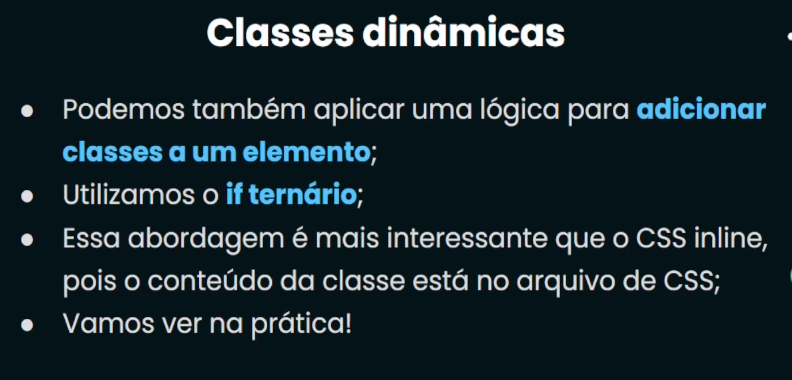 Classes dinâmicas
● Podemos também aplicar uma lógica para adicionar
classes a um elemento;
● Utilizamos o if ternário;
● Essa abordagem é mais interessante que o CSS inline,
pois o conteúdo da classe está no arquivo de CSS;
● Vamos ver na prática!